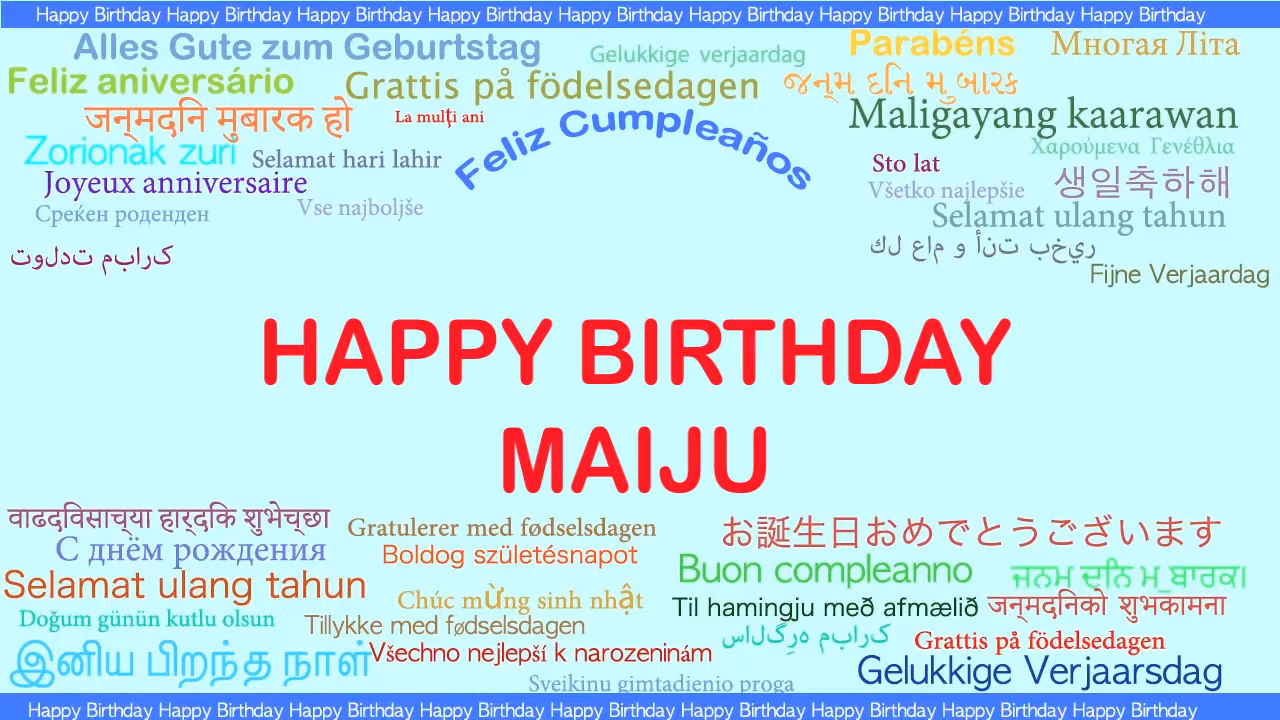 Happy Birthday Happy Birthday Happy Birthday Happy Birthday Happy Birthday Happy Birthday Happy Birthday Happy Birthday Happy Birthday
Alles Gute zum Geburtstag
Gelukkige verjaardag
Parabéns
Многая Літа
Feliz aniversário
Grattis på födelsedagen
જન્મ દિન મુબારક
जन्मदिन मुबारक हो
La mulţi ani
Feliz Cumpleaños
Maligayang kaarawan
Zorionak zuri
Selamat hari lahir
Sto lat
Χαρούμενα Γενέθλια
Joyeux anniversaire
Všetko najlepšie
생일축하해
Среќен роденден
Vse najboljše
Selamat ulang tahun
تولدت مبارک
كل عام و أنت بخير
Fijne Verjaardag
HAPPY BIRTHDAY
MAIJU
वाढदिवसाच्या हार्दिक शुभेच्छा
Gratulerer med fødselsdagen
お誕生日おめでとうございます
С днём рождения
Boldog születésnapot
Buon compleanno
ਜਨਮ ਦਿਨ ਮੁਬਾਰਕ।
Selamat ulang tahun
Chúc mừng sinh nhật
Til hamingju með afmælið
जन्मदिनको शुभकामना
Doğum günün kutlu olsun
Tillykke med fødselsdagen
سالگرِہ مبارک
Grattis på födelsedagen
இனிய பிறந்த நாள்
Všechno nejlepší k narozeninám
Gelukkige Verjaarsdag
Sveikinu gimtadienio proga
Happy Birthday Happy Birthday Happy Birthday Happy Birthday Happy Birthday Happy Birthday Happy Birthday Happy Birthday Happy Birthday